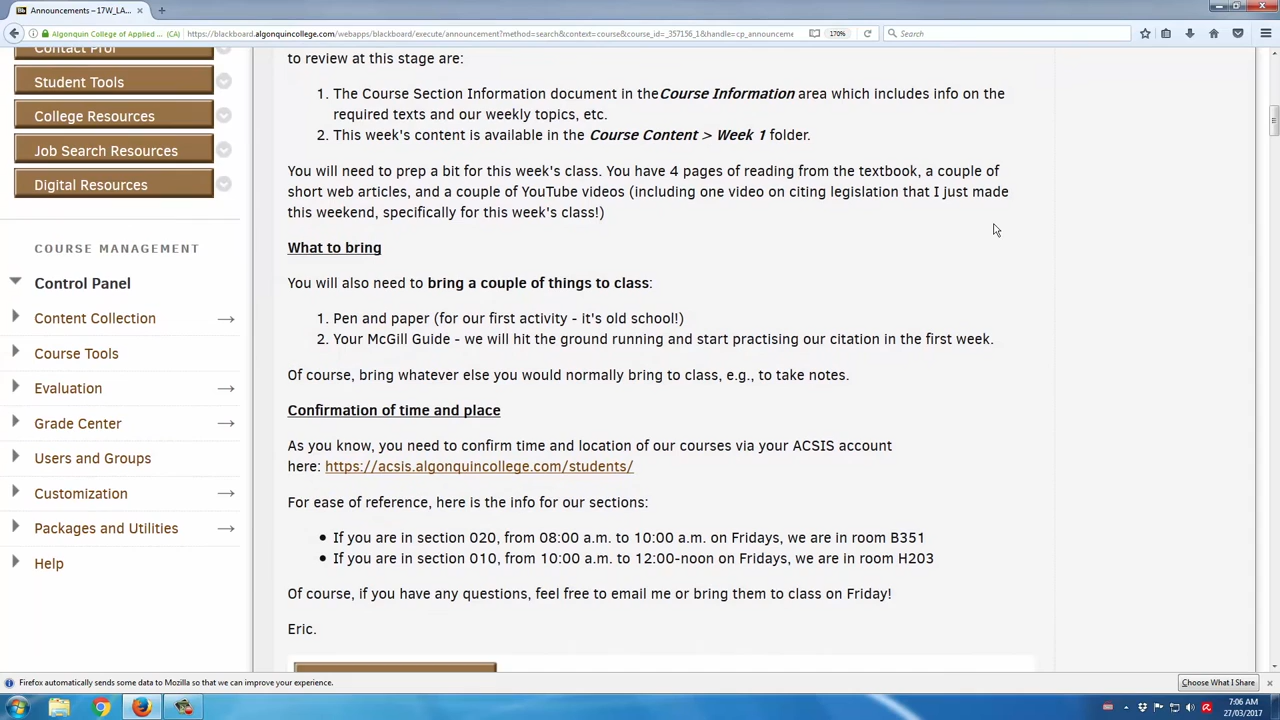 Announcements – 17W_LA...
Algonquin College of Applied ... (CA)
https://blackboard.algonquincollege.com/webapps/blackboard/execute/announcement?method=search&context=course&course_id=_357156_1&handle=cp_announceme
170%
Search
Contact Prof
Student Tools
College Resources
Job Search Resources
Digital Resources
COURSE MANAGEMENT
Control Panel
Content Collection
Course Tools
Evaluation
Grade Center
Users and Groups
Customization
Packages and Utilities
Help
to review at this stage are:
1. The Course Section Information document in theCourse Information area which includes info on the
required texts and our weekly topics, etc.
2. This week's content is available in the Course Content > Week 1 folder.
You will need to prep a bit for this week's class. You have 4 pages of reading from the textbook, a couple of
short web articles, and a couple of YouTube videos (including one video on citing legislation that I just made
this weekend, specifically for this week's class!)
What to bring
You will also need to bring a couple of things to class:
1. Pen and paper (for our first activity - it's old school!)
2. Your McGill Guide - we will hit the ground running and start practising our citation in the first week.
Of course, bring whatever else you would normally bring to class, e.g., to take notes.
Confirmation of time and place
As you know, you need to confirm time and location of our courses via your ACSIS account
here: https://acsis.algonquincollege.com/students/
For ease of reference, here is the info for our sections:
• If you are in section 020, from 08:00 a.m. to 10:00 a.m. on Fridays, we are in room B351
• If you are in section 010, from 10:00 a.m. to 12:00-noon on Fridays, we are in room H203
Of course, if you have any questions, feel free to email me or bring them to class on Friday!
Eric.
Firefox automatically sends some data to Mozilla so that we can improve your experience.
Choose What I Share
7:06 AM
27/03/2017